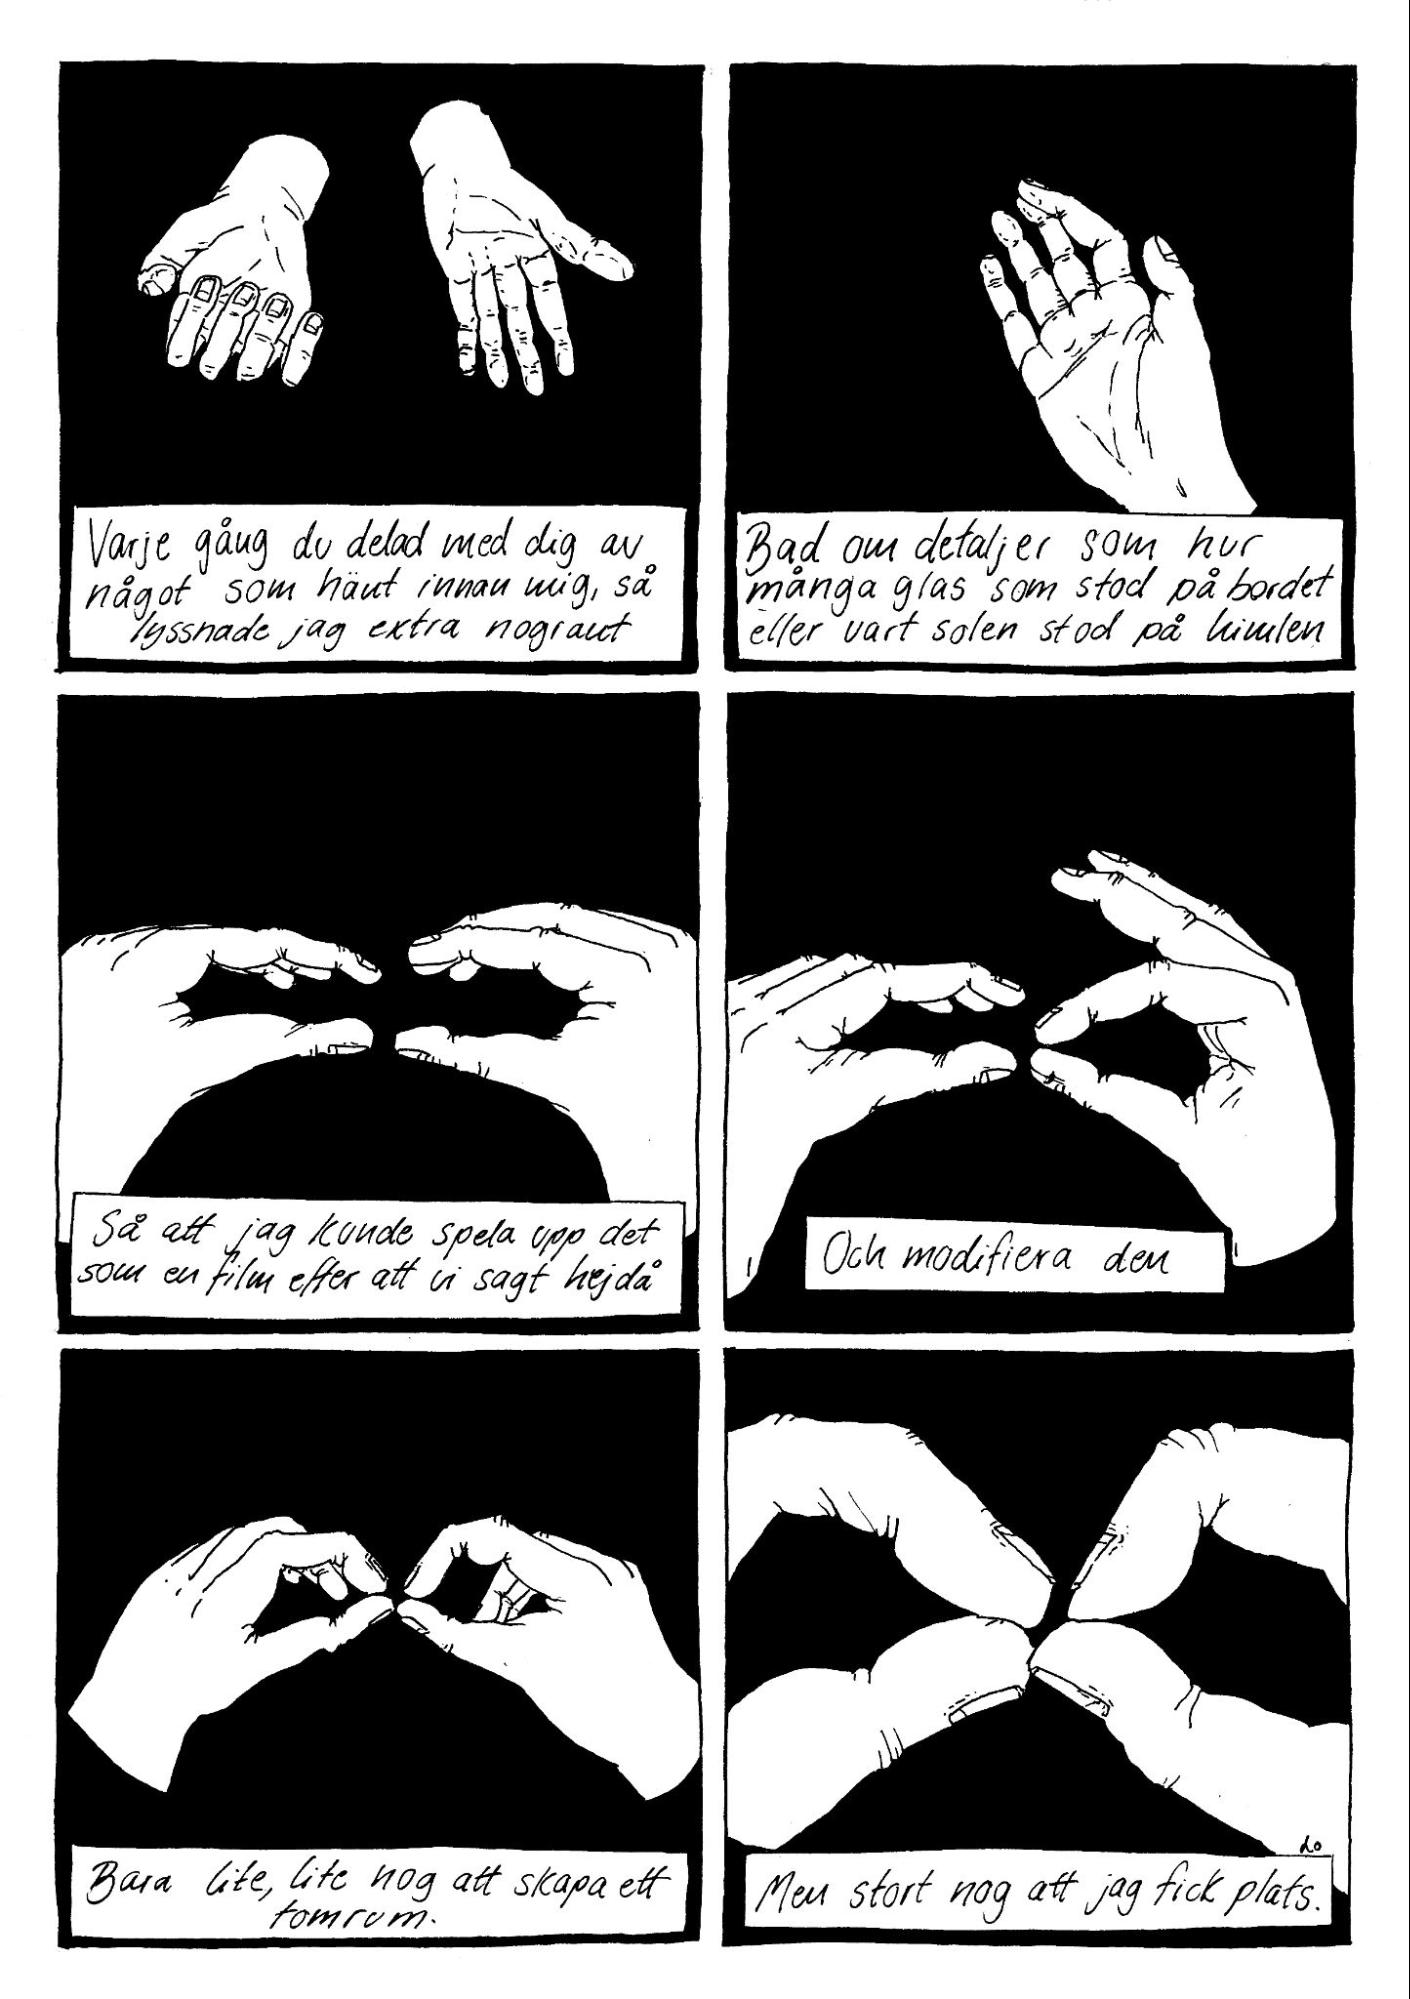 Varje gång du delad med dig av
något som hänt innan mig, så
lyssnade jag extra nograut
Bad om detaljer som hur
många glas som stod på bordet
eller vart solen stod på himlen
Så att jag kunde spela upp det
som en film efter att vi sagt hejdå
Och modifiera den
Bara lite, lite nog att skapa ett
tomrum.
Lo
Men stort nog att jag fick plats.